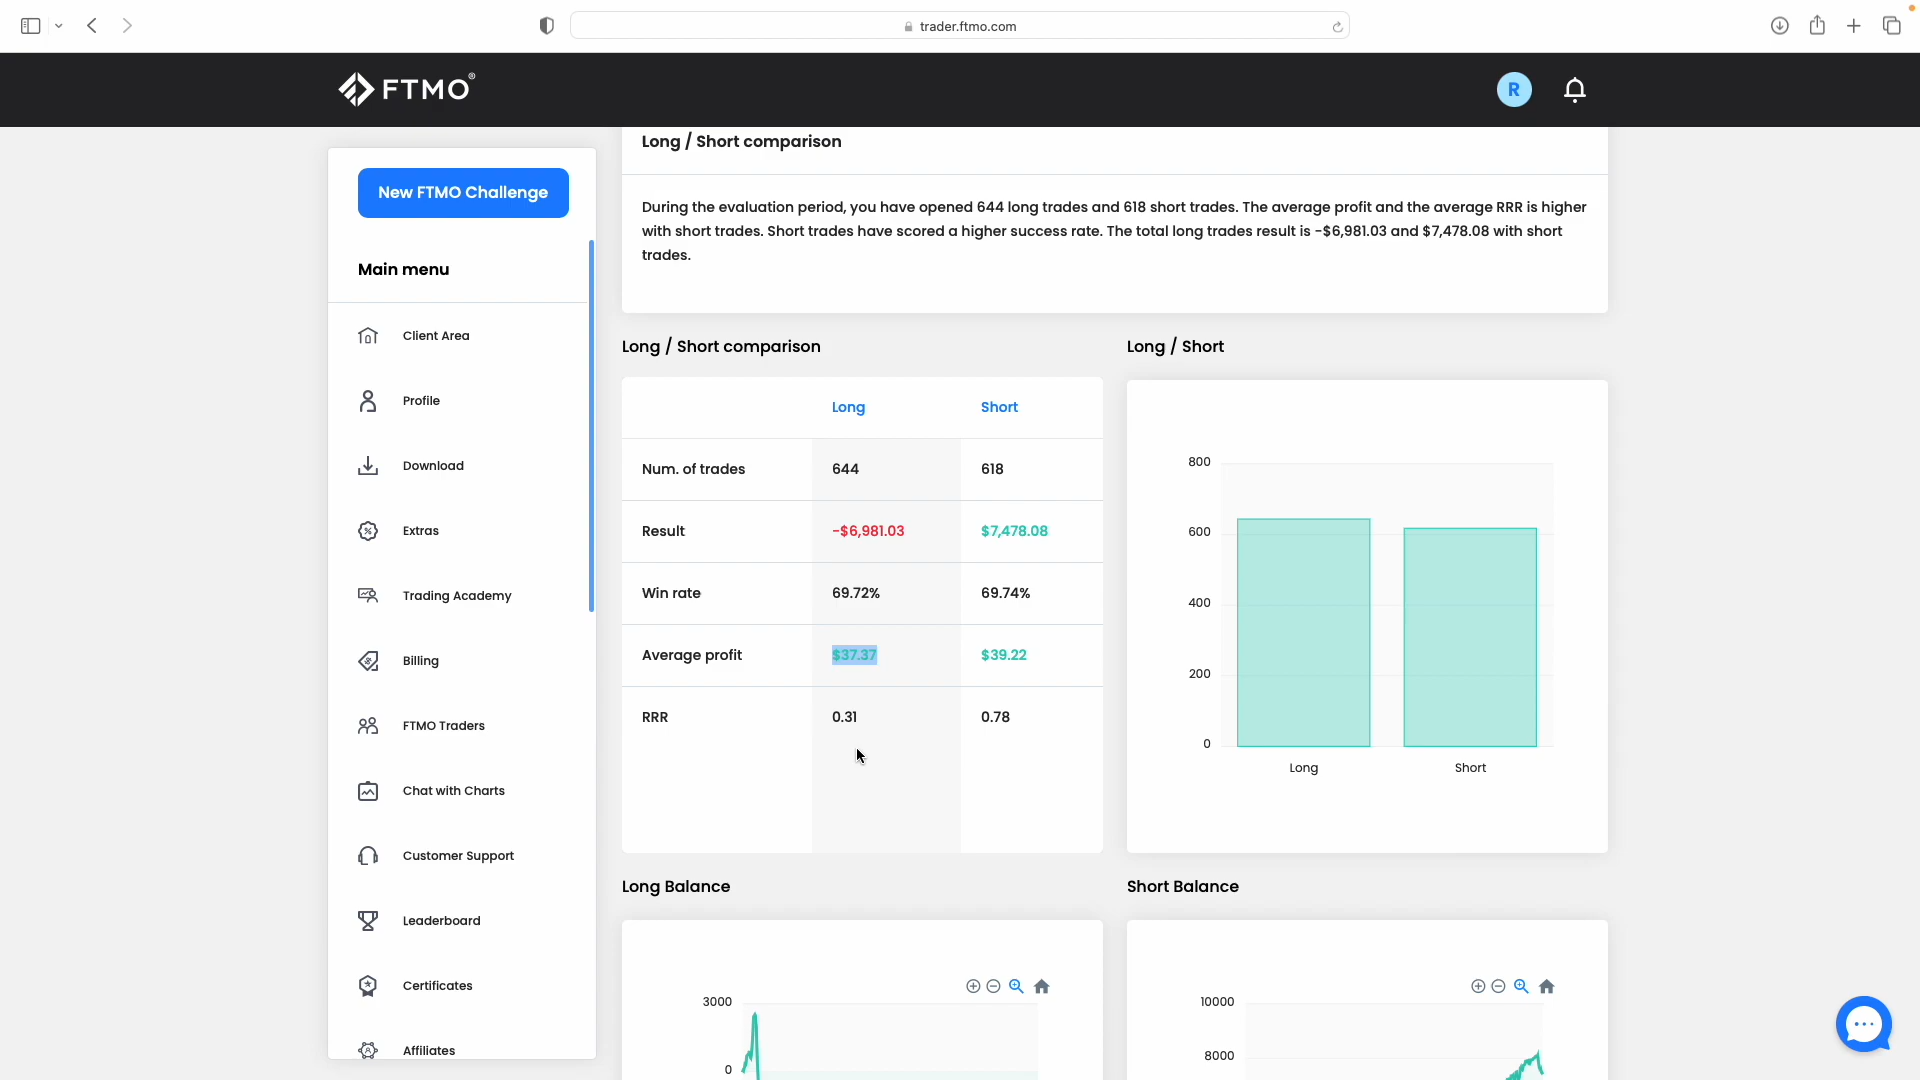 trader.ftmo.com
FTMO®
R
New FTMO Challenge
Main menu
Client Area
Profile
Download
Extras
Trading Academy
Billing
FTMO Traders
Chat with Charts
Customer Support
Leaderboard
Certificates
Affiliates
Long / Short comparison
During the evaluation period, you have opened 644 long trades and 618 short trades. The average profit and the average RRR is higher
with short trades. Short trades have scored a higher success rate. The total long trades result is -$6,981.03 and $7,478.08 with short
trades.
Long / Short comparison
Long Short
Num. of trades 644 618
Result -$6,981.03 $7,478.08
Win rate 69.72% 69.74%
Average profit $37.37 $39.22
RRR 0.31 0.78
Long / Short
800
600
400
200
0
Long Short
Long Balance
3000
0
Short Balance
10000
8000